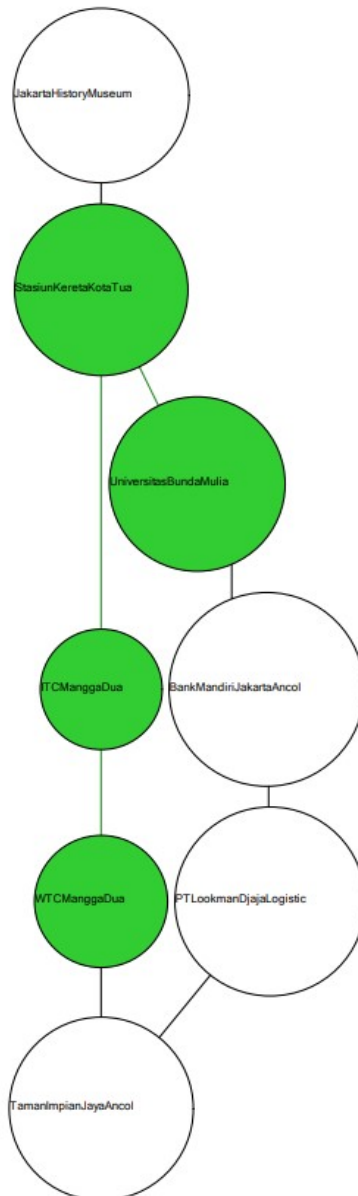 JakartaHistoryMuseum
StasiunKeretaKotaTua
UniversitasBundaMulia
ITCManggaDua
BankMandiriJakartaAncol
WTCManggaDua
PTLookmanDjajaLogistic
TamanImpianJayaAncol